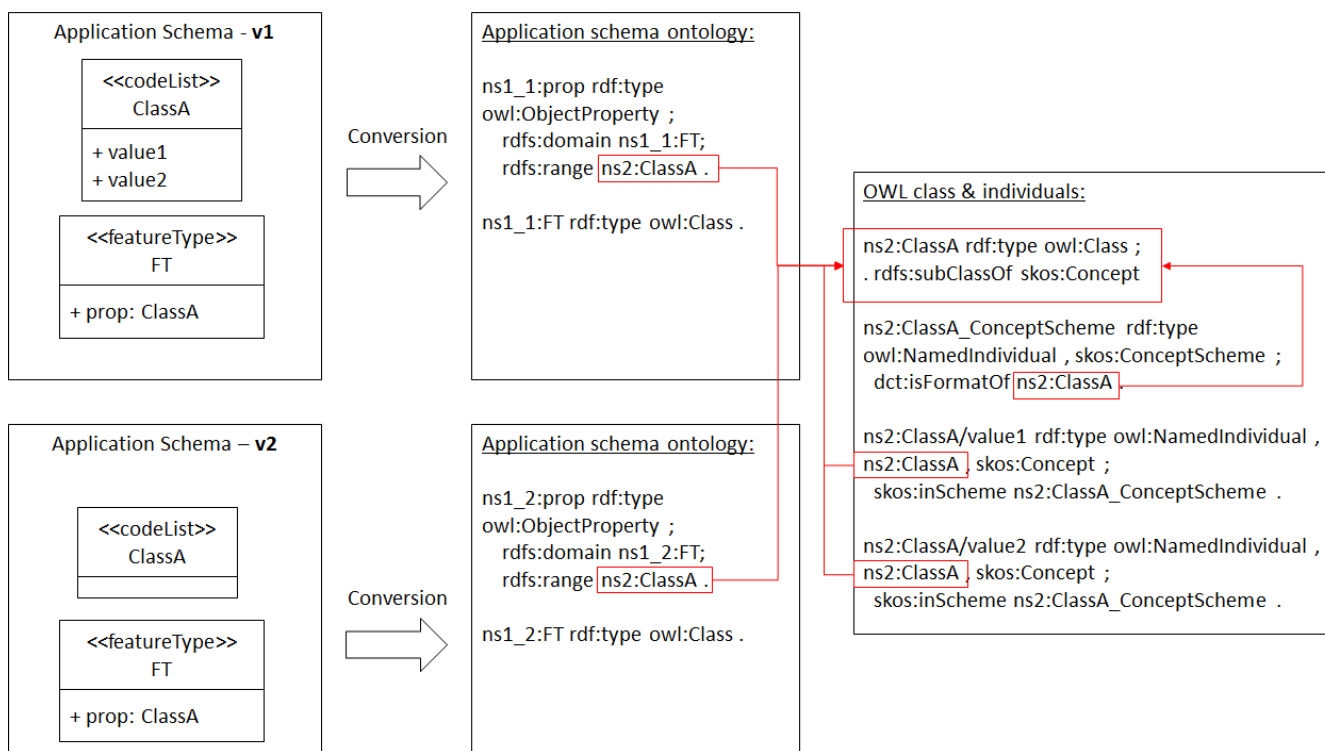 Application Schema - v1
<<codeList>>
ClassA
+ value1
+ value2
<<featureType>>
FT
+ prop: ClassA
Conversion
Application schema ontology:
ns1_1:prop rdf:type
owl:ObjectProperty ;
rdfs:domain ns1_1:FT;
rdfs:range ns2:ClassA .
ns1_1:FT rdf:type owl:Class .
Application Schema – v2
<<codeList>>
ClassA
<<featureType>>
FT
+ prop: ClassA
Conversion
Application schema ontology:
ns1_2:prop rdf:type
owl:ObjectProperty ;
rdfs:domain ns1_2:FT;
rdfs:range ns2:ClassA .
ns1_2:FT rdf:type owl:Class .
OWL class & individuals:
ns2:ClassA rdf:type owl:Class ;
. rdfs:subClassOf skos:Concept
ns2:ClassA_ConceptScheme rdf:type
owl:NamedIndividual , skos:ConceptScheme ;
dct:isFormatOf ns2:ClassA .
ns2:ClassA/value1 rdf:type owl:NamedIndividual ,
ns2:ClassA , skos:Concept ;
skos:inScheme ns2:ClassA_ConceptScheme .
ns2:ClassA/value2 rdf:type owl:NamedIndividual ,
ns2:ClassA , skos:Concept ;
skos:inScheme ns2:ClassA_ConceptScheme .